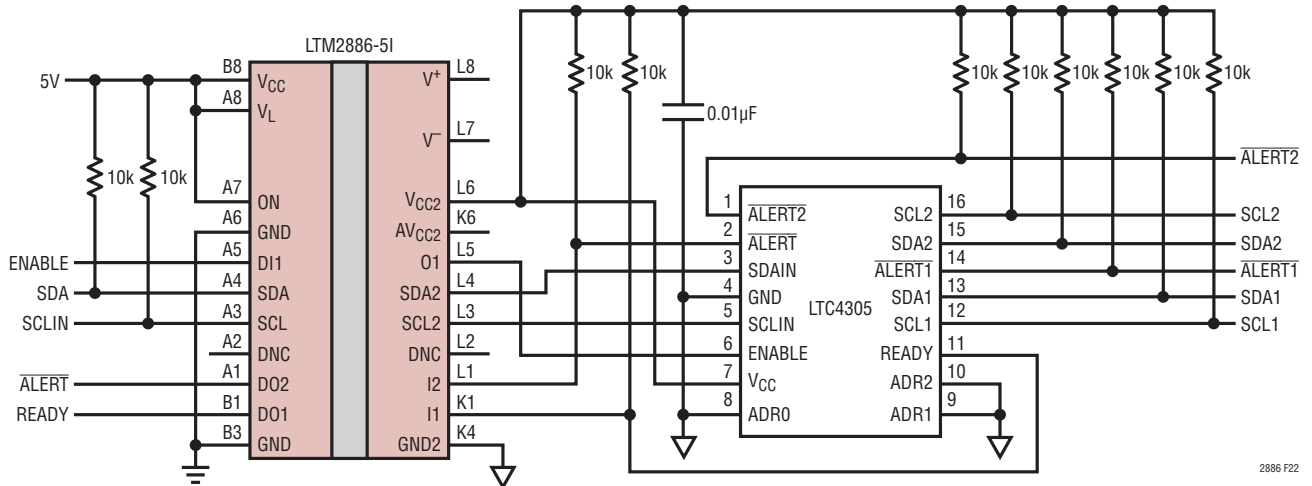 LTM2886-5I
10k
10k
10k
10k
10k
10k
10k
10k
5V
B8
VCC
V+
L8
A8
VL
0.01µF
V−
L7
10k
10k
ALERT2
A7
ON
VCC2
L6
1
ALERT2
SCL2
16
SCL2
A6
GND
AVCC2
K6
2
ALERT
SDA2
15
SDA2
ENABLE
A5
DI1
O1
L5
3
SDAIN
ALERT1
14
ALERT1
SDA
A4
SDA
SDA2
L4
4
GND
LTC4305
SDA1
13
SDA1
SCLIN
A3
SCL
SCL2
L3
5
SCLIN
SCL1
12
SCL1
A2
DNC
DNC
L2
6
ENABLE
READY
11
ALERT
A1
DO2
I2
L1
7
VCC
ADR2
10
READY
B1
DO1
I1
K1
8
ADR0
ADR1
9
B3
GND
GND2
K4
2886 F22